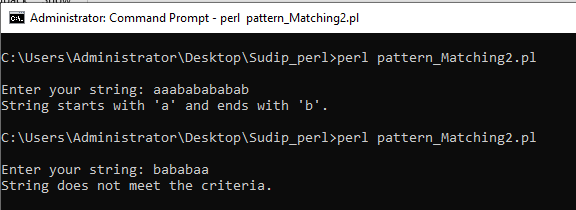 Administrator: Command Prompt - perl pattern_Matching2.pl
C:\Users\Administrator\Desktop\Sudip_perl>perl pattern_Matching2.pl
Enter your string: aaababababab
String starts with 'a' and ends with 'b'.
C:\Users\Administrator\Desktop\Sudip_perl>perl pattern_Matching2.pl
Enter your string: bababaa
String does not meet the criteria.